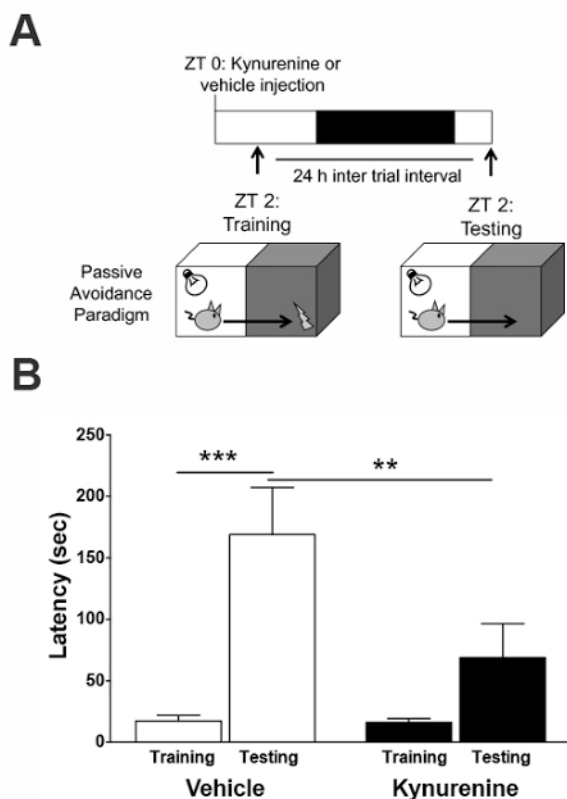 A
ZT 0: Kynurenine or
vehicle injection
24 h inter trial interval
ZT 2:
Training
ZT 2:
Testing
Passive
Avoidance
Paradigm
B
250
200
150
100
50
0
Latency (sec)
***
**
Training Testing Training Testing
Vehicle Kynurenine